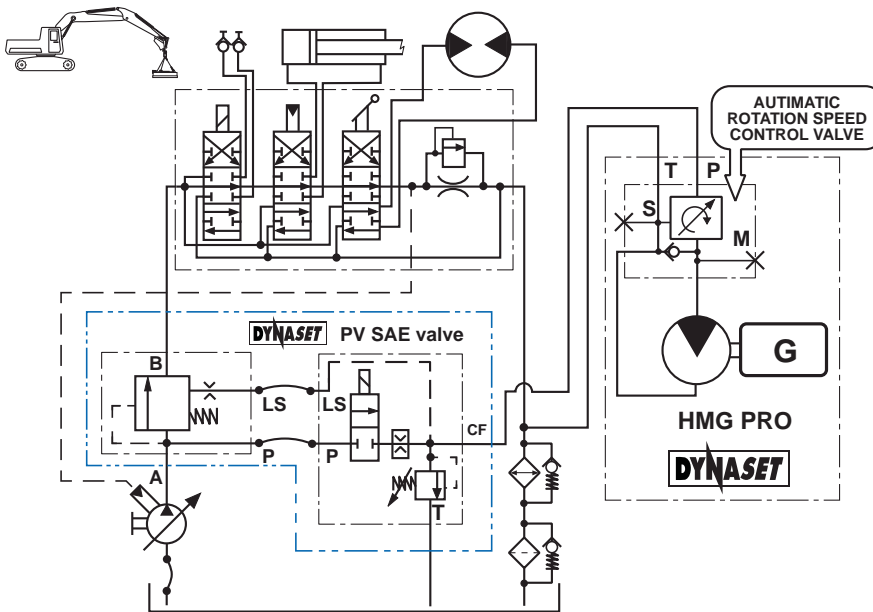 AUTIMATIC
ROTATION SPEED
CONTROL VALVE
T P
S
M
DYNASET PV SAE valve
B
LS LS
CF
P P
A
T
G
HMG PRO
DYNASET